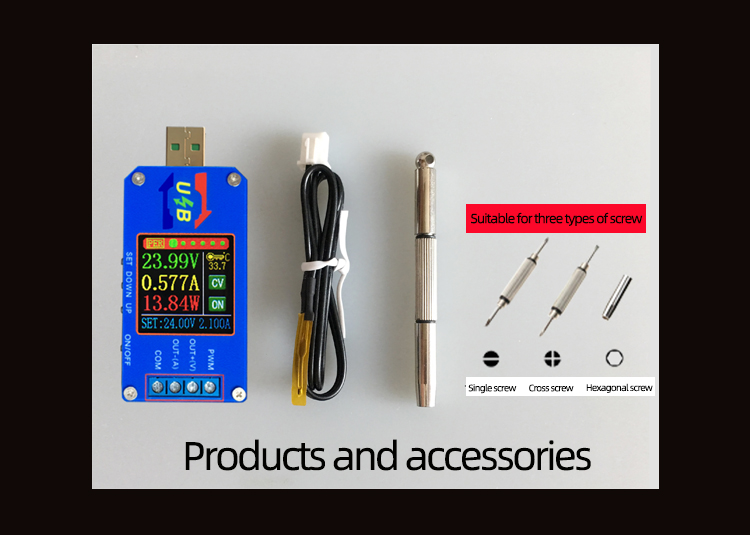 USB
23.99V
°C
33.7
0.577A
CV
13.84W
ON
SET:24.00V 2.100A
SET DOWN UP
ON/OFF
COM
OUT-(A)
OUT+(V)
PWM
Suitable for three types of screw
Single screw
Cross screw
Hexagonal screw
Products and accessories